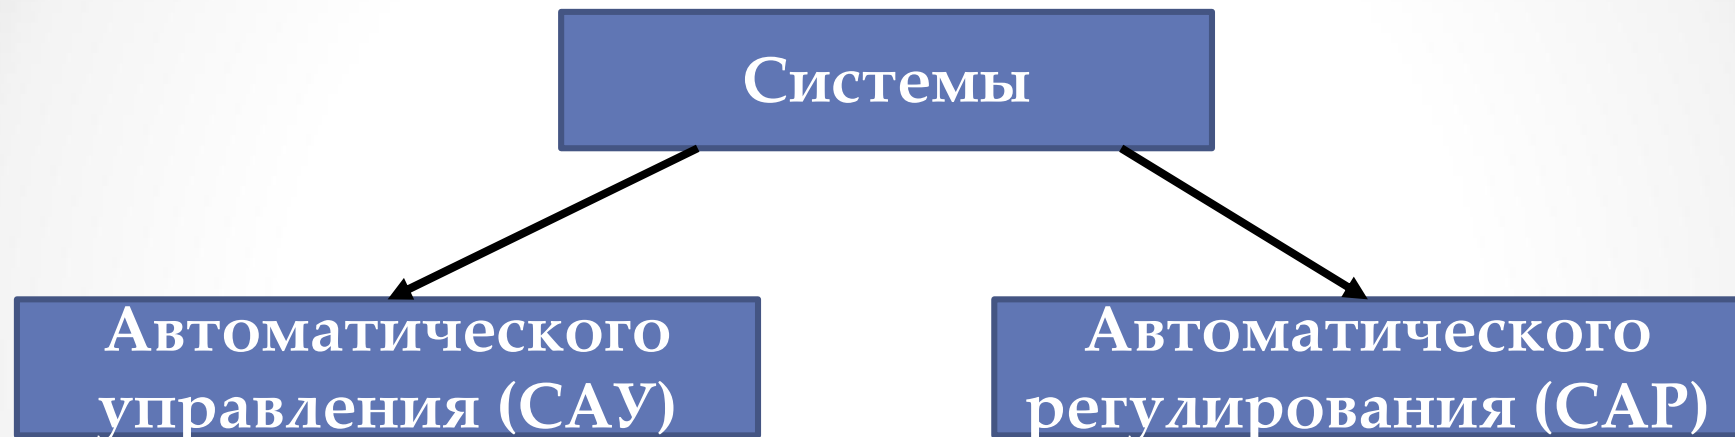 Системы
Автоматического
управления (САУ)
Автоматического
регулирования (САР)